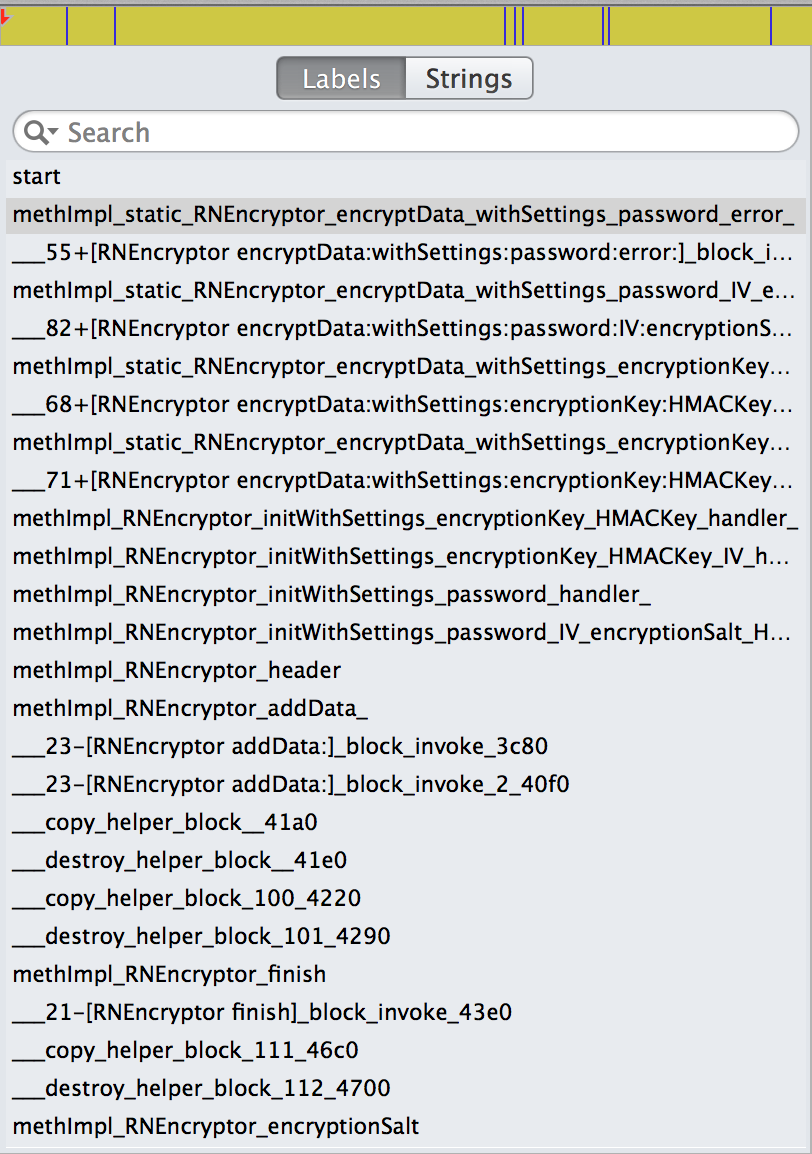 Labels Strings
Search
start
methImpl_static_RNEncryptor_encryptData_withSettings_password_error_
___55+[RNEncryptor encryptData:withSettings:password:error:]_block_i...
methImpl_static_RNEncryptor_encryptData_withSettings_password_IV_e...
___82+[RNEncryptor encryptData:withSettings:password:IV:encryptionS...
methImpl_static_RNEncryptor_encryptData_withSettings_encryptionKey...
___68+[RNEncryptor encryptData:withSettings:encryptionKey:HMACKey...
methImpl_static_RNEncryptor_encryptData_withSettings_encryptionKey...
___71+[RNEncryptor encryptData:withSettings:encryptionKey:HMACKey...
methImpl_RNEncryptor_initWithSettings_encryptionKey_HMACKey_handler_
methImpl_RNEncryptor_initWithSettings_encryptionKey_HMACKey_IV_h...
methImpl_RNEncryptor_initWithSettings_password_handler_
methImpl_RNEncryptor_initWithSettings_password_IV_encryptionSalt_H...
methImpl_RNEncryptor_header
methImpl_RNEncryptor_addData_
___23-[RNEncryptor addData:]_block_invoke_3c80
___23-[RNEncryptor addData:]_block_invoke_2_40f0
___copy_helper_block__41a0
___destroy_helper_block__41e0
___copy_helper_block_100_4220
___destroy_helper_block_101_4290
methImpl_RNEncryptor_finish
___21-[RNEncryptor finish]_block_invoke_43e0
___copy_helper_block_111_46c0
___destroy_helper_block_112_4700
methImpl_RNEncryptor_encryptionSalt